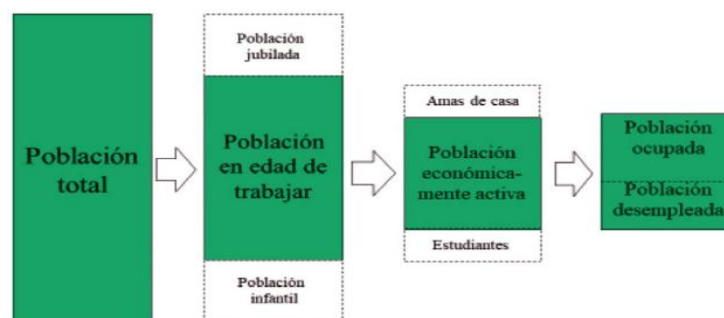 Población
total
Población
jubilada
Población
en edad de
trabajar
Población
infantil
Amas de casa
Población
económica-
mente activa
Estudiantes
Población
ocupada
Población
desempleada